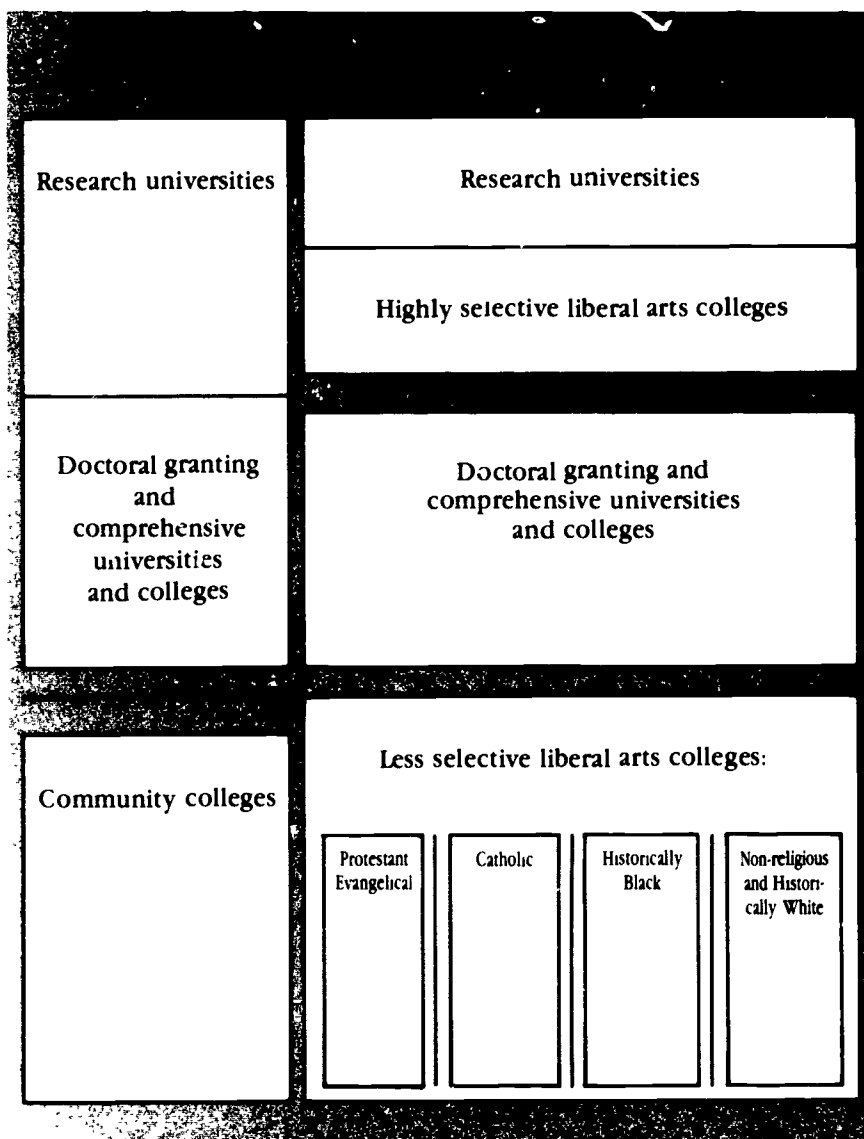 Research universities
Doctoral granting
and
comprehensive
universities
and colleges
Community colleges
Research universities
Highly selective liberal arts colleges
Doctoral granting and
comprehensive universities
and colleges
Less selective liberal arts colleges:
Protestant
Evangelical
Catholic
Historically
Black
Non-religious
and Histori-
cally White